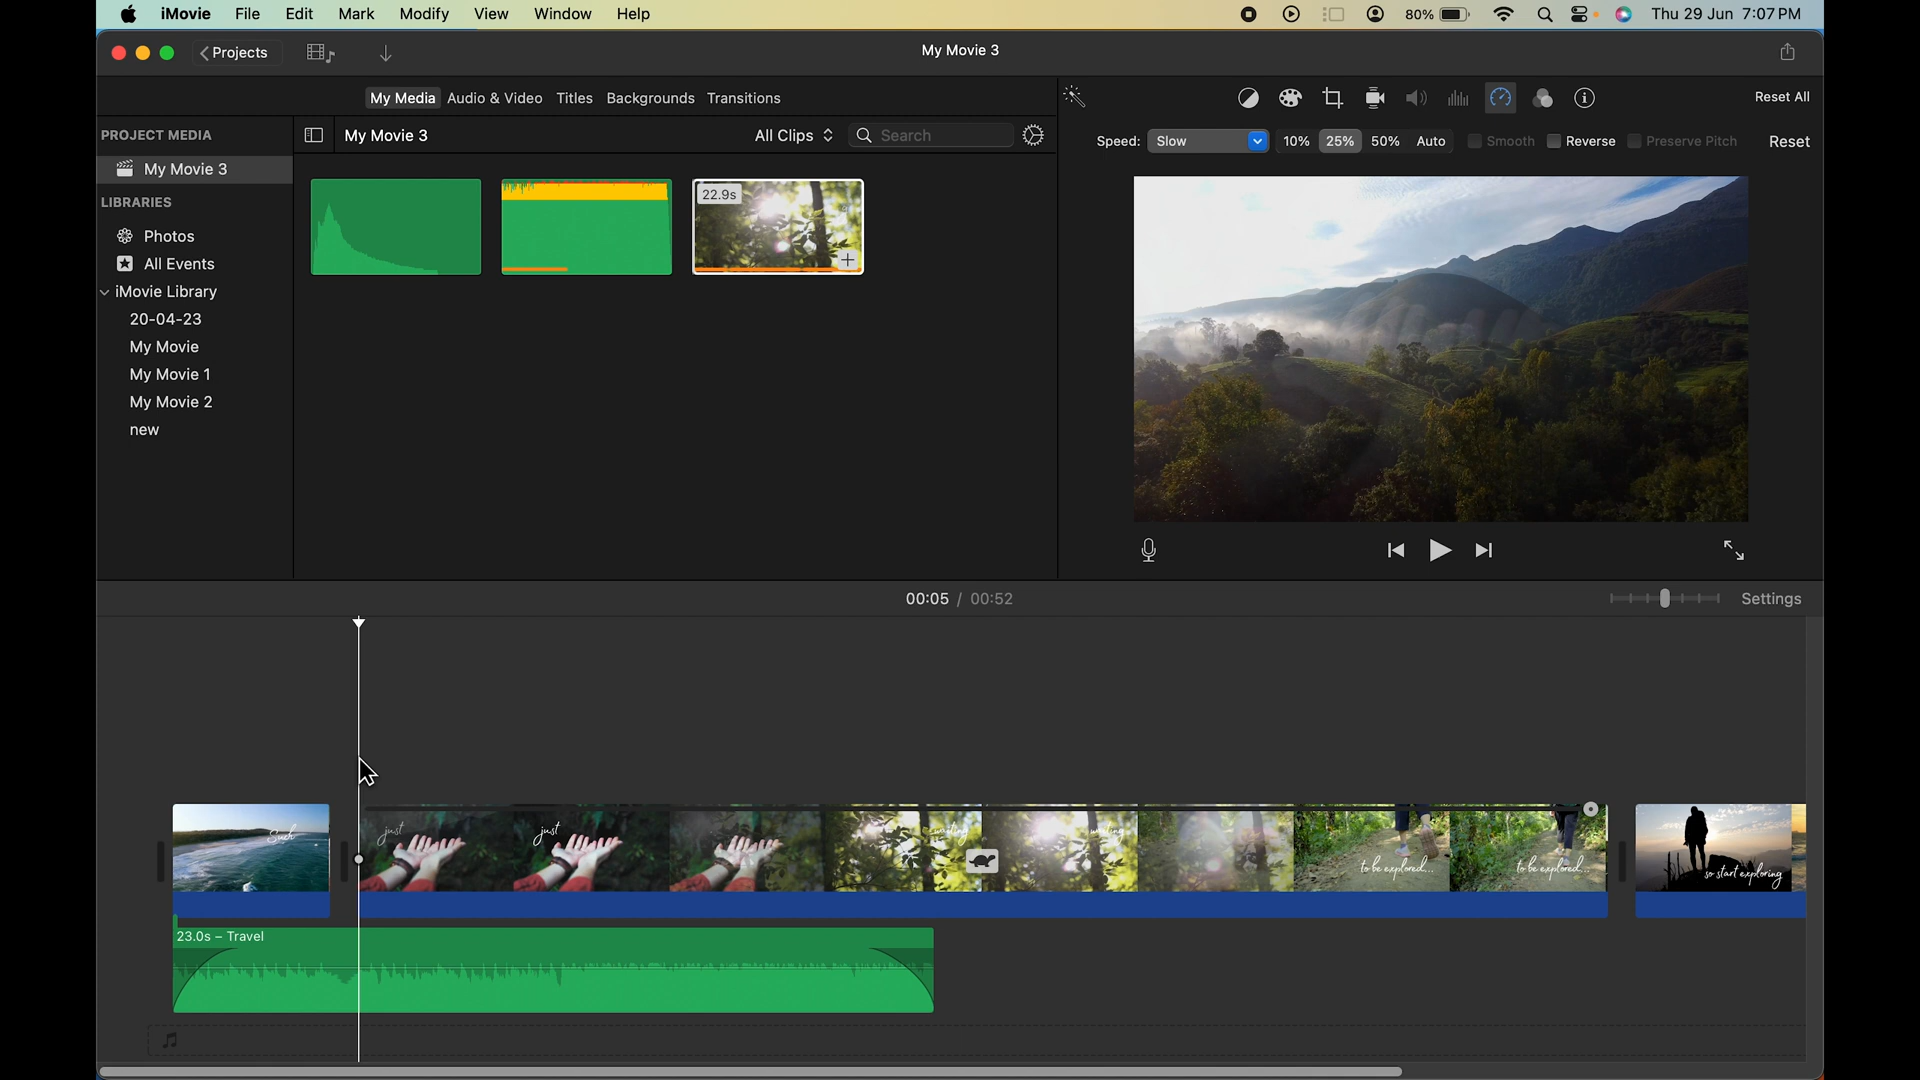 iMovie File Edit Mark Modify View Window Help 80% Thu 29 Jun 7:07 PM
Projects My Movie 3
My Media Audio & Video Titles Backgrounds Transitions Reset All
PROJECT MEDIA My Movie 3 All Clips Search Speed: Slow 10% 25% 50% Auto Smooth Reverse Preserve Pitch Reset
My Movie 3
22.9s
LIBRARIES
Photos
All Events
iMovie Library
20-04-23
My Movie
My Movie 1
My Movie 2
new
00:05 / 00:52 Settings
Such just just waiting waiting to be explored... to be explored... so start exploring
23.0s – Travel